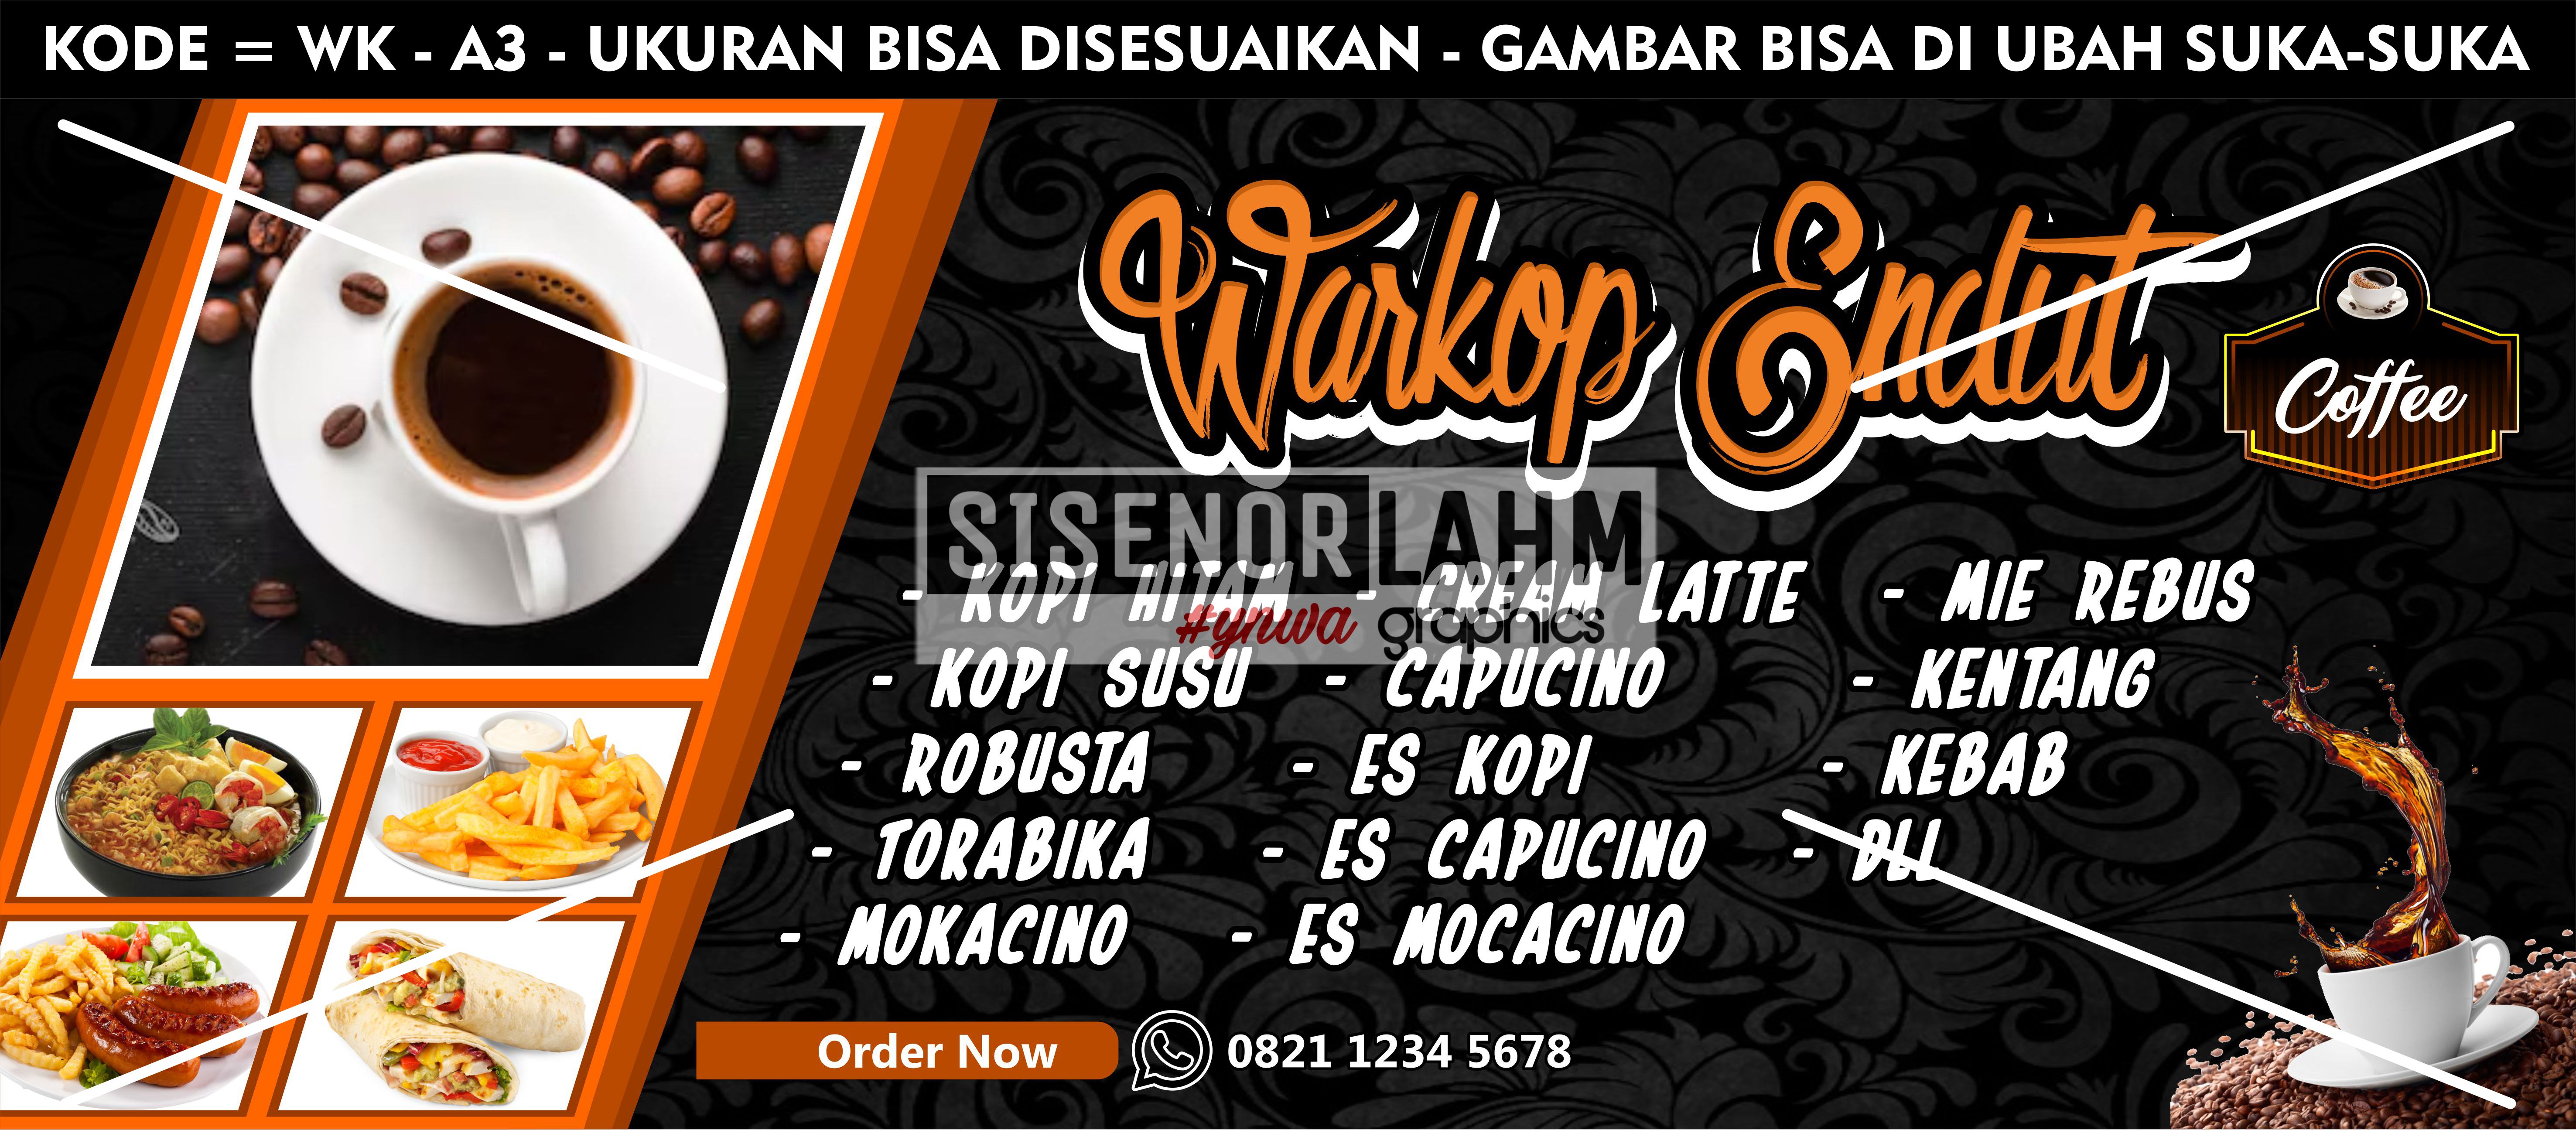 KODE = WK - A3 - UKURAN BISA DISESUAIKAN - GAMBAR BISA DI UBAH SUKA-SUKA
Warkop Endut
Coffee
SISENOR LAHM
#ynwa graphics
- KOPI HITAM - CREAM LATTE - MIE REBUS
- KOPI SUSU - CAPUCINO - KENTANG
- ROBUSTA - ES KOPI - KEBAB
- TORABIKA - ES CAPUCINO - DLL
- MOKACINO - ES MOCACINO
Order Now 0821 1234 5678